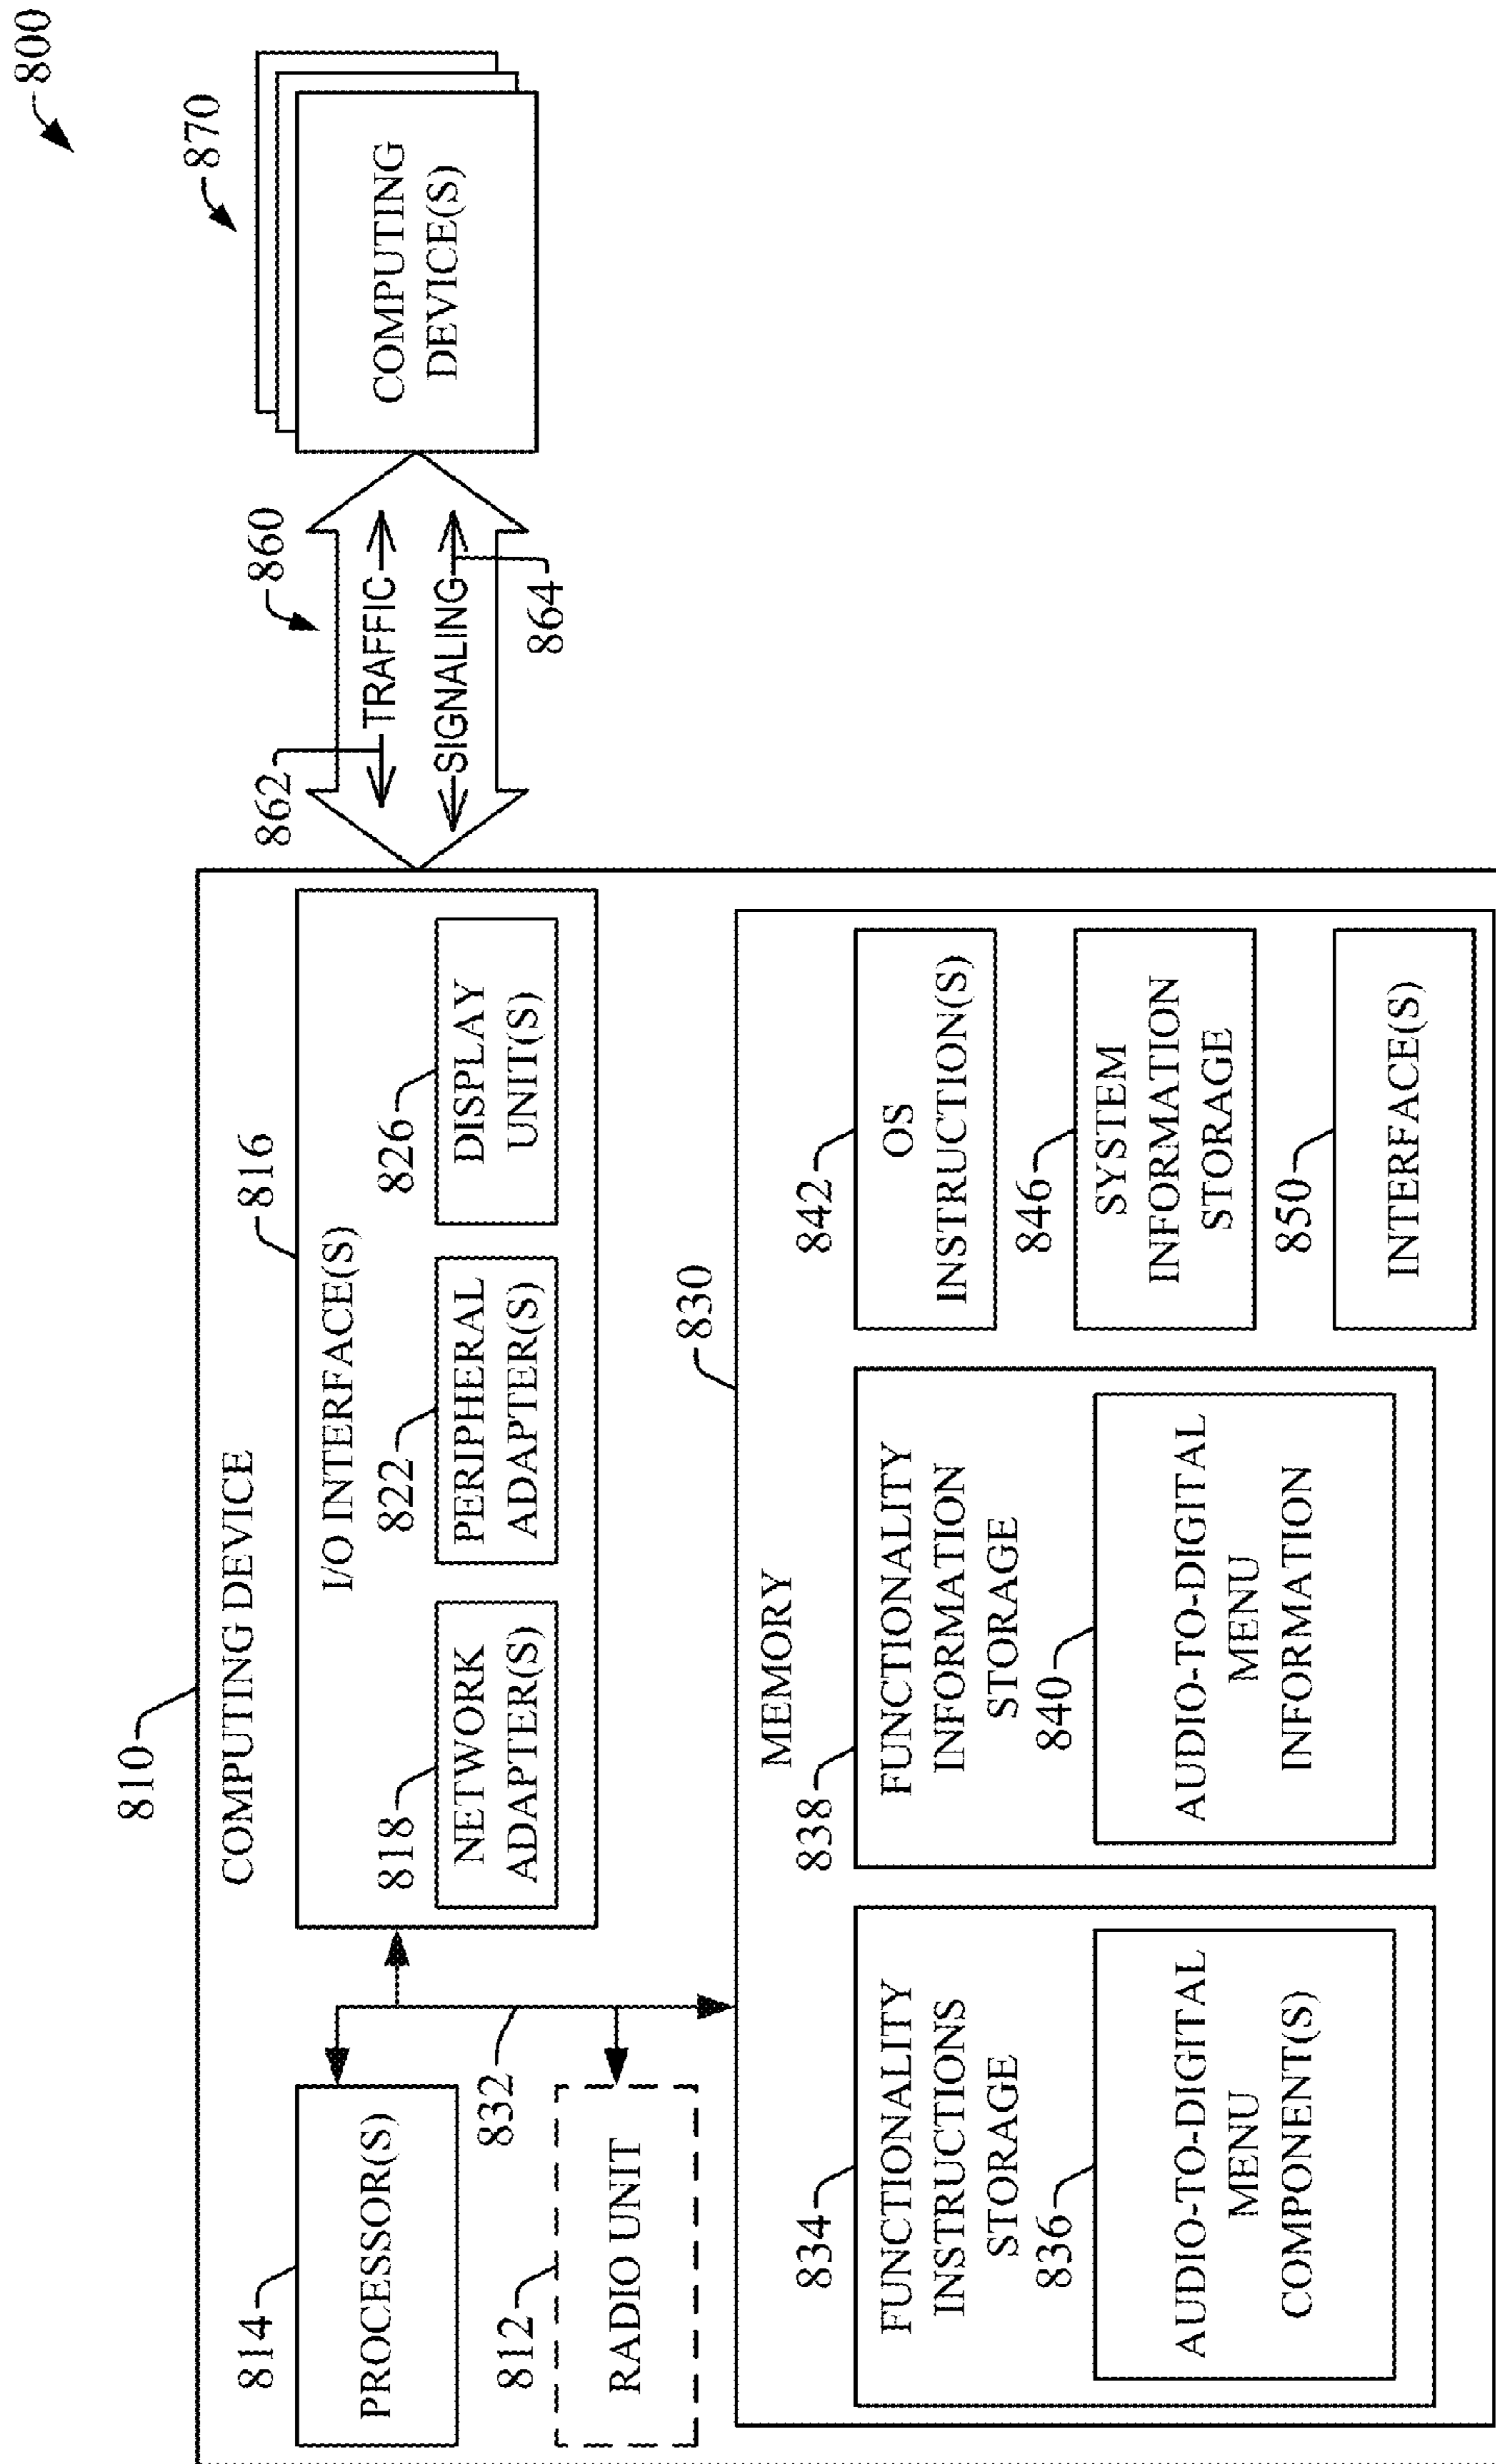 800
810
COMPUTING DEVICE
814
PROCESSOR(S)
812
RADIO UNIT
832
816
I/O INTERFACE(S)
818
NETWORK
ADAPTER(S)
822
PERIPHERAL
ADAPTER(S)
826
DISPLAY
UNIT(S)
830
MEMORY
834
FUNCTIONALITY
INSTRUCTIONS
STORAGE
836
AUDIO-TO-DIGITAL
MENU
COMPONENT(S)
838
FUNCTIONALITY
INFORMATION
STORAGE
840
AUDIO-TO-DIGITAL
MENU
INFORMATION
842
OS
INSTRUCTION(S)
846
SYSTEM
INFORMATION
STORAGE
850
INTERFACE(S)
860
862
TRAFFIC
SIGNALING
864
870
COMPUTING
DEVICE(S)